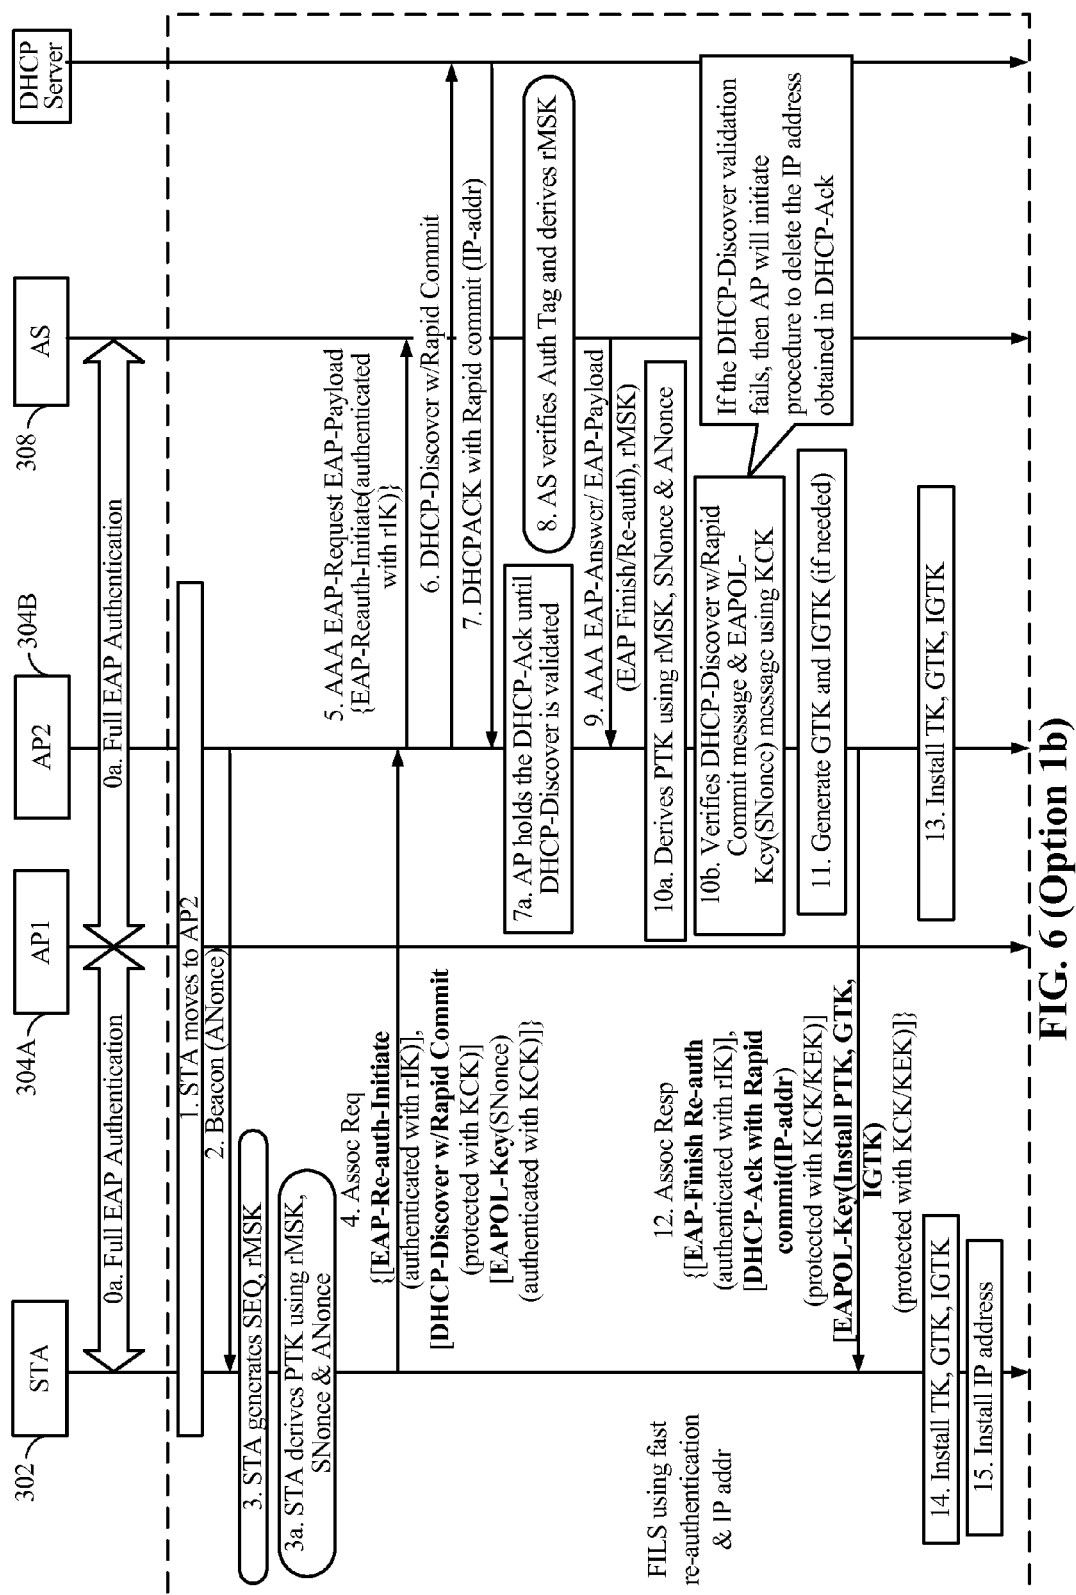 302
STA
304A
AP1
AP2
304B
308
AS
DHCP
Server
0a. Full EAP Authentication
0a. Full EAP Authentication
1. STA moves to AP2
2. Beacon (ANonce)
3. STA generates SEQ, rMSK
3a. STA derives PTK using rMSK,
SNonce & ANonce
4. Assoc Req
{[EAP-Re-auth-Initiate
(authenticated with rIK)],
[DHCP-Discover w/Rapid Commit
(protected with KCK)]
[EAPOL-Key(SNonce)
(authenticated with KCK)]}
5. AAA EAP-Request EAP-Payload
{EAP-Reauth-Initiate(authenticated
with rIK)}
6. DHCP-Discover w/Rapid Commit
7. DHCPACK with Rapid commit (IP-addr)
7a. AP holds the DHCP-Ack until
DHCP-Discover is validated
8. AS verifies Auth Tag and derives rMSK
9. AAA EAP-Answer/ EAP-Payload
(EAP Finish/Re-auth), rMSK)
10a. Derives PTK using rMSK, SNonce & ANonce
10b. Verifies DHCP-Discover w/Rapid
Commit message & EAPOL-
Key(SNonce) message using KCK
If the DHCP-Discover validation
fails, then AP will initiate
procedure to delete the IP address
obtained in DHCP-Ack
11. Generate GTK and IGTK (if needed)
12. Assoc Resp
{[EAP-Finish Re-auth
(authenticated with rIK)],
[DHCP-Ack with Rapid
commit(IP-addr)
(protected with KCK/KEK)]
[EAPOL-Key(Install PTK, GTK,
IGTK)
(protected with KCK/KEK)]}
FILS using fast
re-authentication
& IP addr
13. Install TK, GTK, IGTK
14. Install TK, GTK, IGTK
15. Install IP address
FIG. 6 (Option 1b)